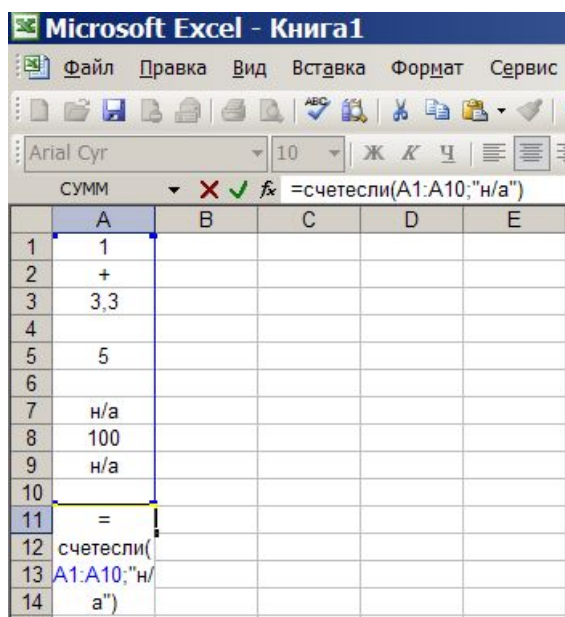 Microsoft Excel - Книга1
Файл Правка Вид Вставка Формат Сервис
ABC
Arial Cyr 10 Ж К Ч
СУММ fx =счетесли(A1:A10;"н/а")
A B C D E
1 1
2 +
3 3,3
4
5 5
6
7 н/а
8 100
9 н/а
10
11 =
12 счетесли(
13 A1:A10;"н/
14 а")